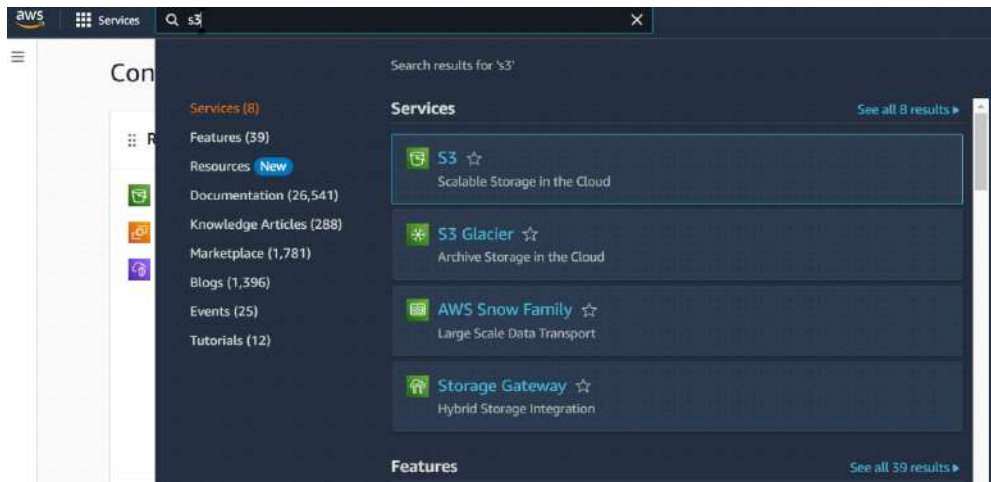 aws
Services
s3
Con
R
Search results for 's3'
Services (8)
Features (39)
Resources New
Documentation (26,541)
Knowledge Articles (288)
Marketplace (1,781)
Blogs (1,396)
Events (25)
Tutorials (12)
Services
See all 8 results ▶
S3
Scalable Storage in the Cloud
S3 Glacier
Archive Storage in the Cloud
AWS Snow Family
Large Scale Data Transport
Storage Gateway
Hybrid Storage Integration
Features
See all 39 results ▶